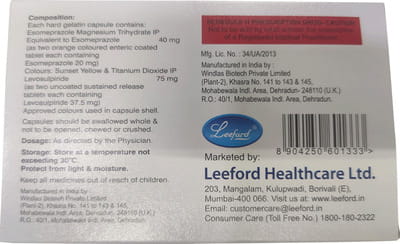 Composition:
Each hard gelatin capsule contains:
Esomeprazole Magnesium Trihydrate IP
Equivalent to Esomeprazole 40 mg
(as two orange coloured enteric coated
tablets each containing
Esomeprazole 20 mg)
Colours: Sunset Yellow & Titanium Dioxide IP
Levosulpiride 75 mg
(as two uncoated sustained release
tablets each containing
Levosulpiride 37.5 mg)
Approved colours used in capsule shell.
Capsules should be swallowed whole &
not to be opened, chewed or crushed.
Dosage: As directed by the Physician.
Storage: Store at a temperature not
exceeding 30°C.
Protect from light & moisture.
Keep all medicines out of reach of children.
Manufactured in India by :
Windlas Biotech Private Limited
(Plant-2), Khasra No. 141 to 143 & 145,
Mohabewala Indl. Area, Dehradun- 248110 (U.K.)
R.O.: 40/1, Mohabewala Indl. Area, Dehradun.
Mfg. Lic. No.: 34/UA/2013
Manufactured in India by :
Windlas Biotech Private Limited
(Plant-2), Khasra No. 141 to 143 & 145,
Mohabewala Indl. Area, Dehradun- 248110 (U.K.)
R.O.: 40/1, Mohabewala Indl. Area, Dehradun.
Leeford
8 904250 601333 >
Marketed by:
Leeford Healthcare Ltd.
203, Mangalam, Kulupwadi, Borivali (E),
Mumbai-400 066. Visit us at: www.leeford.in
Email: customercare@leeford.in
Consumer Care (Toll Free No.) 1800-180-2322